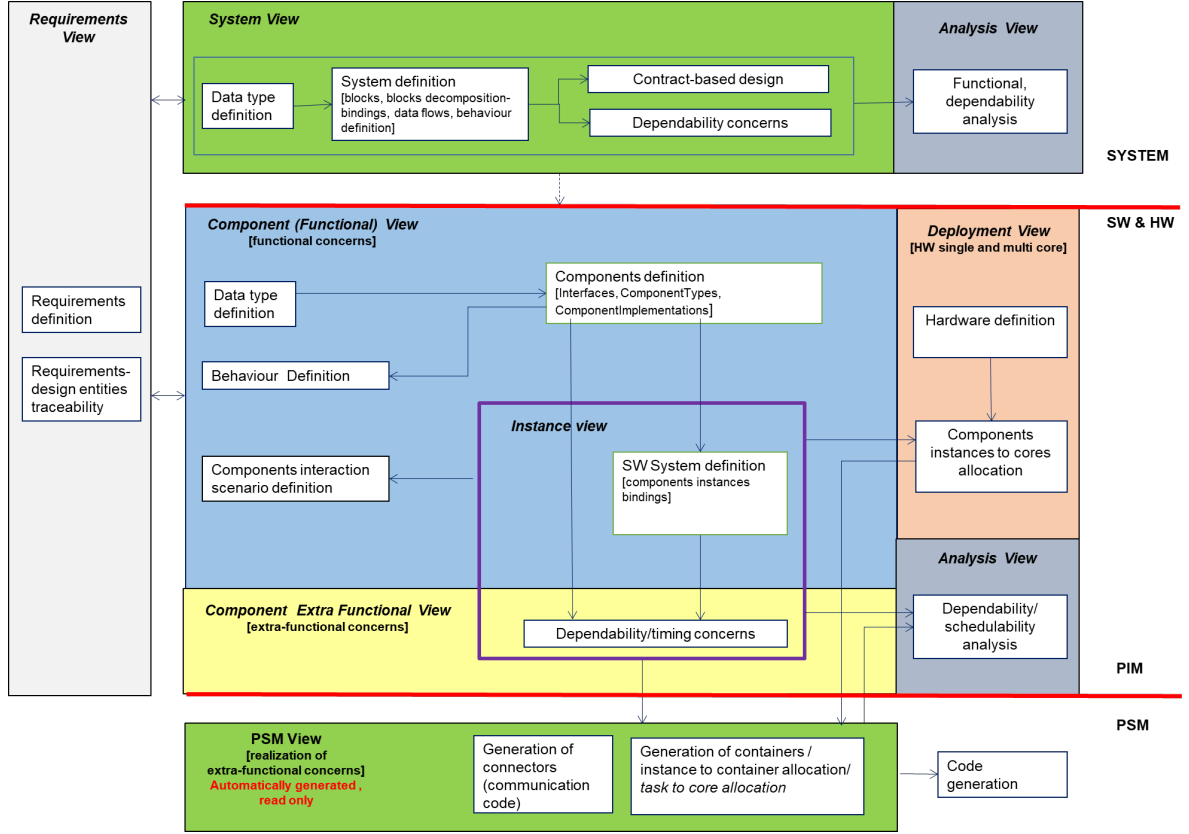 Requirements
View
Requirements
definition
Requirements-
design entities
traceability
System View
Data type
definition
System definition
[blocks, blocks decomposition-
bindings, data flows, behaviour
definition]
Contract-based design
Dependability concerns
Analysis View
Functional,
dependability
analysis
SYSTEM
SW & HW
Component (Functional) View
[functional concerns]
Data type
definition
Components definition
[Interfaces, ComponentTypes,
ComponentImplementations]
Behaviour Definition
Instance view
Components interaction
scenario definition
SW System definition
[components instances
bindings]
Deployment View
[HW single and multi core]
Hardware definition
Components
instances to cores
allocation
Component Extra Functional View
[extra-functional concerns]
Dependability/timing concerns
Analysis View
Dependability/
schedulability
analysis
PIM
PSM
PSM View
[realization of
extra-functional concerns]
Automatically generated ,
read only
Generation of
connectors
(communication
code)
Generation of containers /
instance to container allocation/
task to core allocation
Code
generation